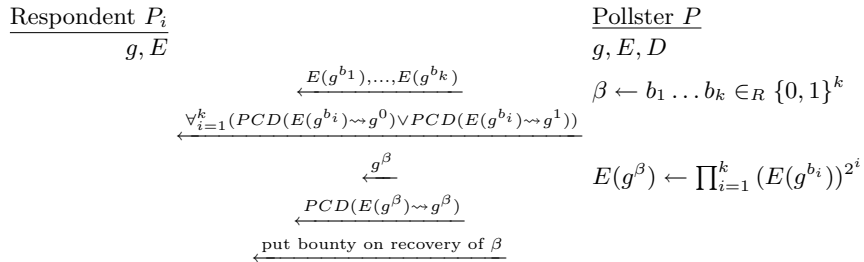 Respondent P_i Pollster P
g, E g, E, D
E(g^{b_1},...,E(g^{b_k}) β ← b_1 ... b_k ∈_R {0, 1}^k
∀_{i=1}^k(PCD(E(g^{b_i})⇝g^0)∨PCD(E(g^{b_i})⇝g^1))
g^β E(g^β) ← ∏_{i=1}^k (E(g^{b_i}))^{2^i}
PCD(E(g^β)⇝g^β)
put bounty on recovery of β